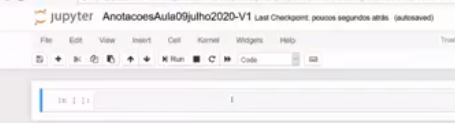 jupyter AnotacoesAula09julho2020-V1 Last Checkpoint: poucos segundos atrás (autosaved)
File Edit View Insert Cell Kernel Widgets Help
Run Code
In [ ]: